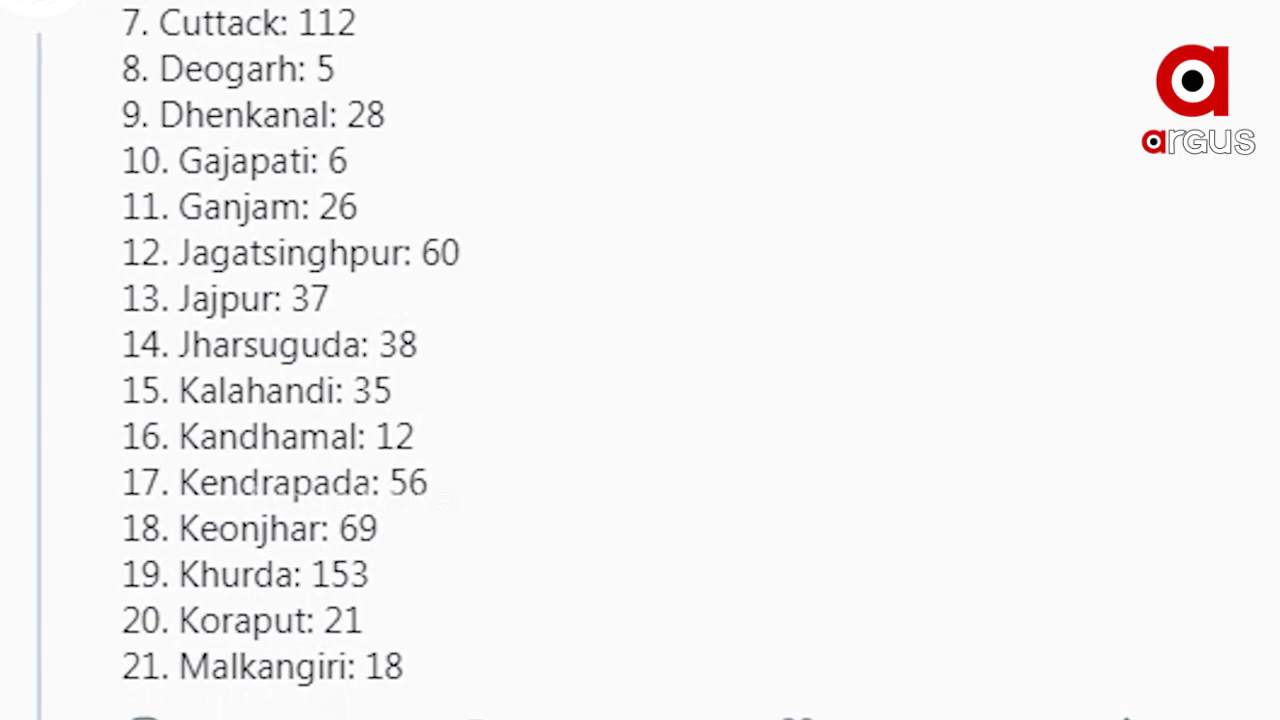 7. Cuttack: 112
8. Deogarh: 5
9. Dhenkanal: 28
10. Gajapati: 6
11. Ganjam: 26
12. Jagatsinghpur: 60
13. Jajpur: 37
14. Jharsuguda: 38
15. Kalahandi: 35
16. Kandhamal: 12
17. Kendrapada: 56
18. Keonjhar: 69
19. Khurda: 153
20. Koraput: 21
21. Malkangiri: 18
a
argus